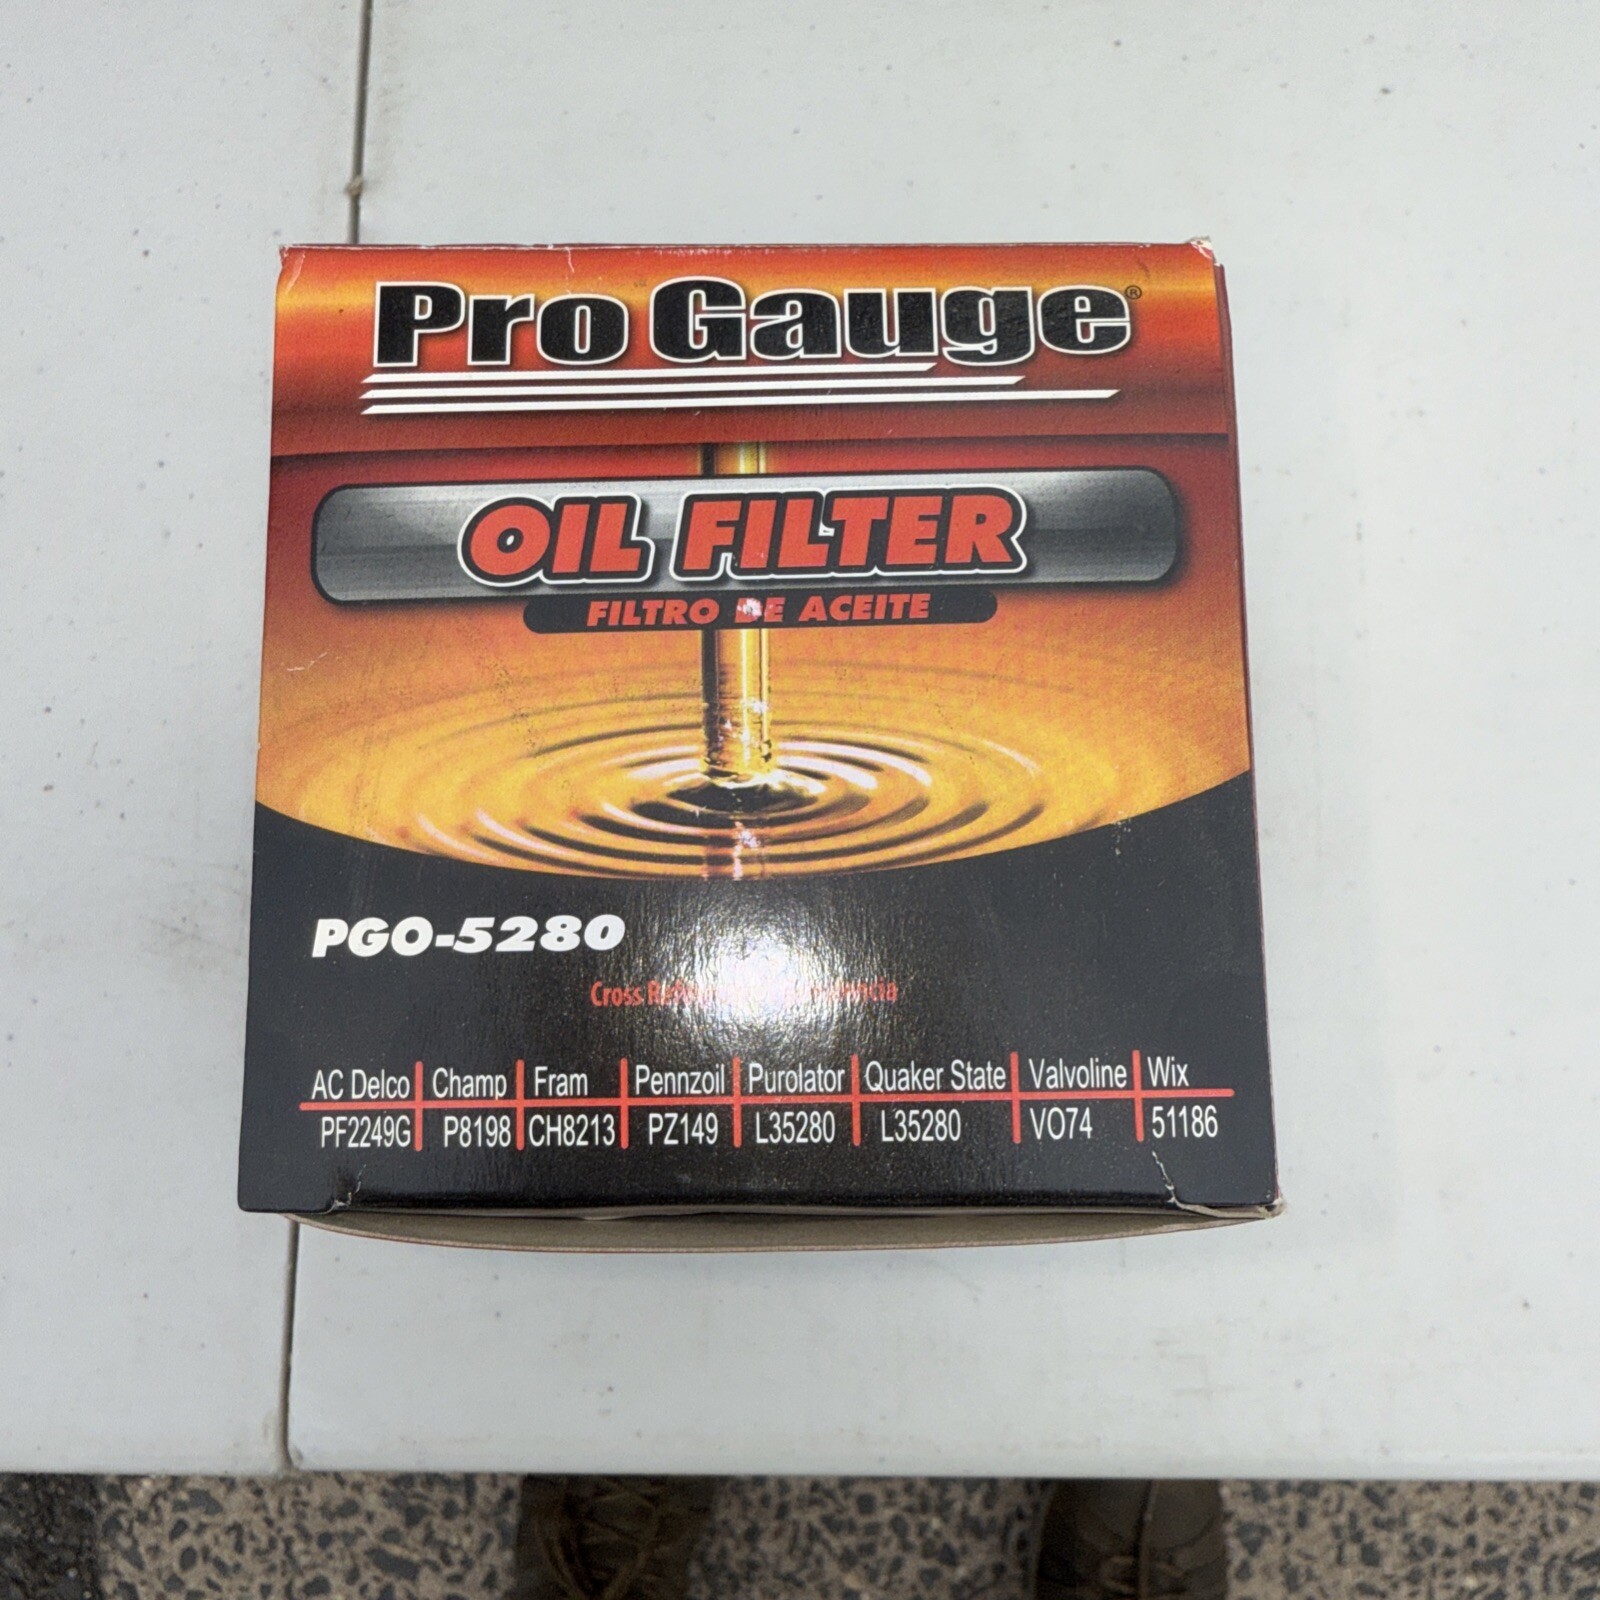 Pro Gauge®
OIL FILTER
FILTRO DE ACEITE
PGO-5280
Cross
AC Delco Champ Fram Pennzoil Purolator Quaker State Valvoline Wix
PF2249G P8198 CH8213 PZ149 L35280 L35280 VO74 51186